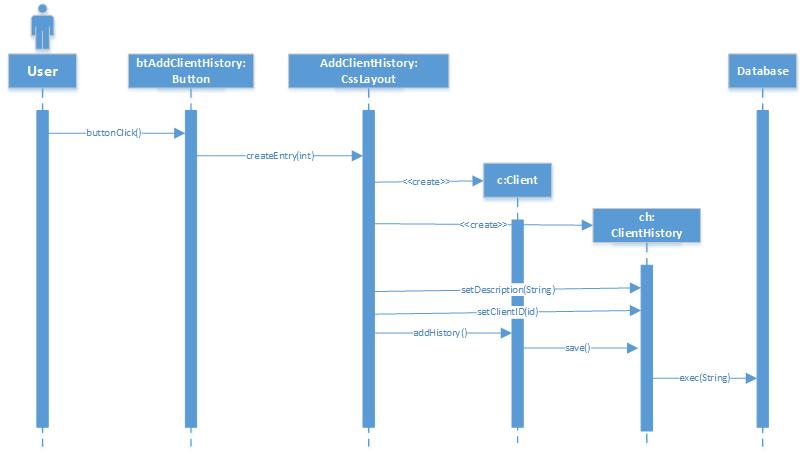 User
btAddClientHistory:
Button
AddClientHistory:
CssLayout
Database
buttonClick()
createEntry(int)
<<create>>
c:Client
<<create>>
ch:
ClientHistory
setDescription(String)
setClientID(id)
addHistory()
save()
exec(String)